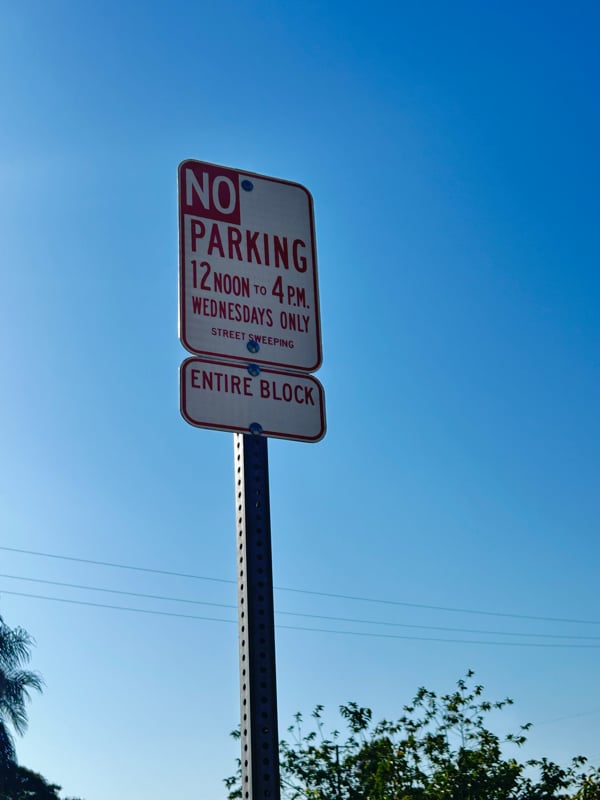 NO
PARKING
12 NOON TO 4 P.M.
WEDNESDAYS ONLY
STREET SWEEPING
ENTIRE BLOCK